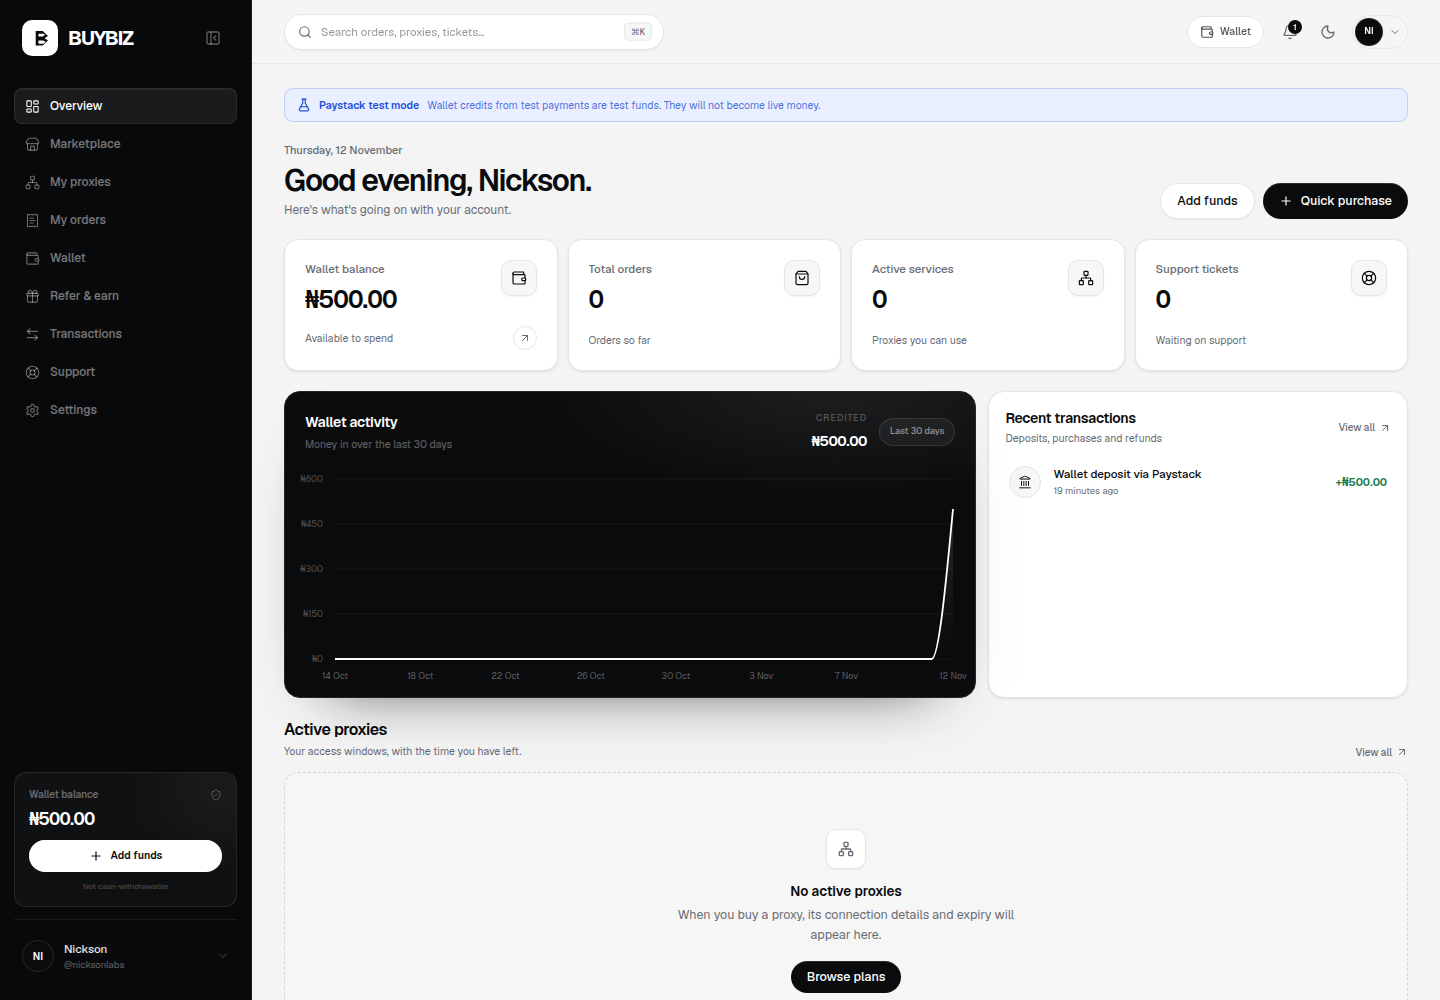 BUYBIZ
Search orders, proxies, tickets...
⌘K
Wallet
1
NI
Overview
Marketplace
My proxies
My orders
Wallet
Refer & earn
Transactions
Support
Settings
Wallet balance
₦500.00
Add funds
Not cash-withdrawable
NI
Nickson
@nicksonlabs
Paystack test mode Wallet credits from test payments are test funds. They will not become live money.
Thursday, 12 November
Good evening, Nickson.
Here's what's going on with your account.
Add funds
Quick purchase
Wallet balance
₦500.00
Available to spend
Total orders
0
Orders so far
Active services
0
Proxies you can use
Support tickets
0
Waiting on support
Wallet activity
Money in over the last 30 days
CREDITED
₦500.00
Last 30 days
₦600
₦450
₦300
₦150
₦0
14 Oct 18 Oct 22 Oct 26 Oct 30 Oct 3 Nov 7 Nov 12 Nov
Recent transactions
Deposits, purchases and refunds
View all
Wallet deposit via Paystack
19 minutes ago
+₦500.00
Active proxies
Your access windows, with the time you have left.
View all
No active proxies
When you buy a proxy, its connection details and expiry will
appear here.
Browse plans